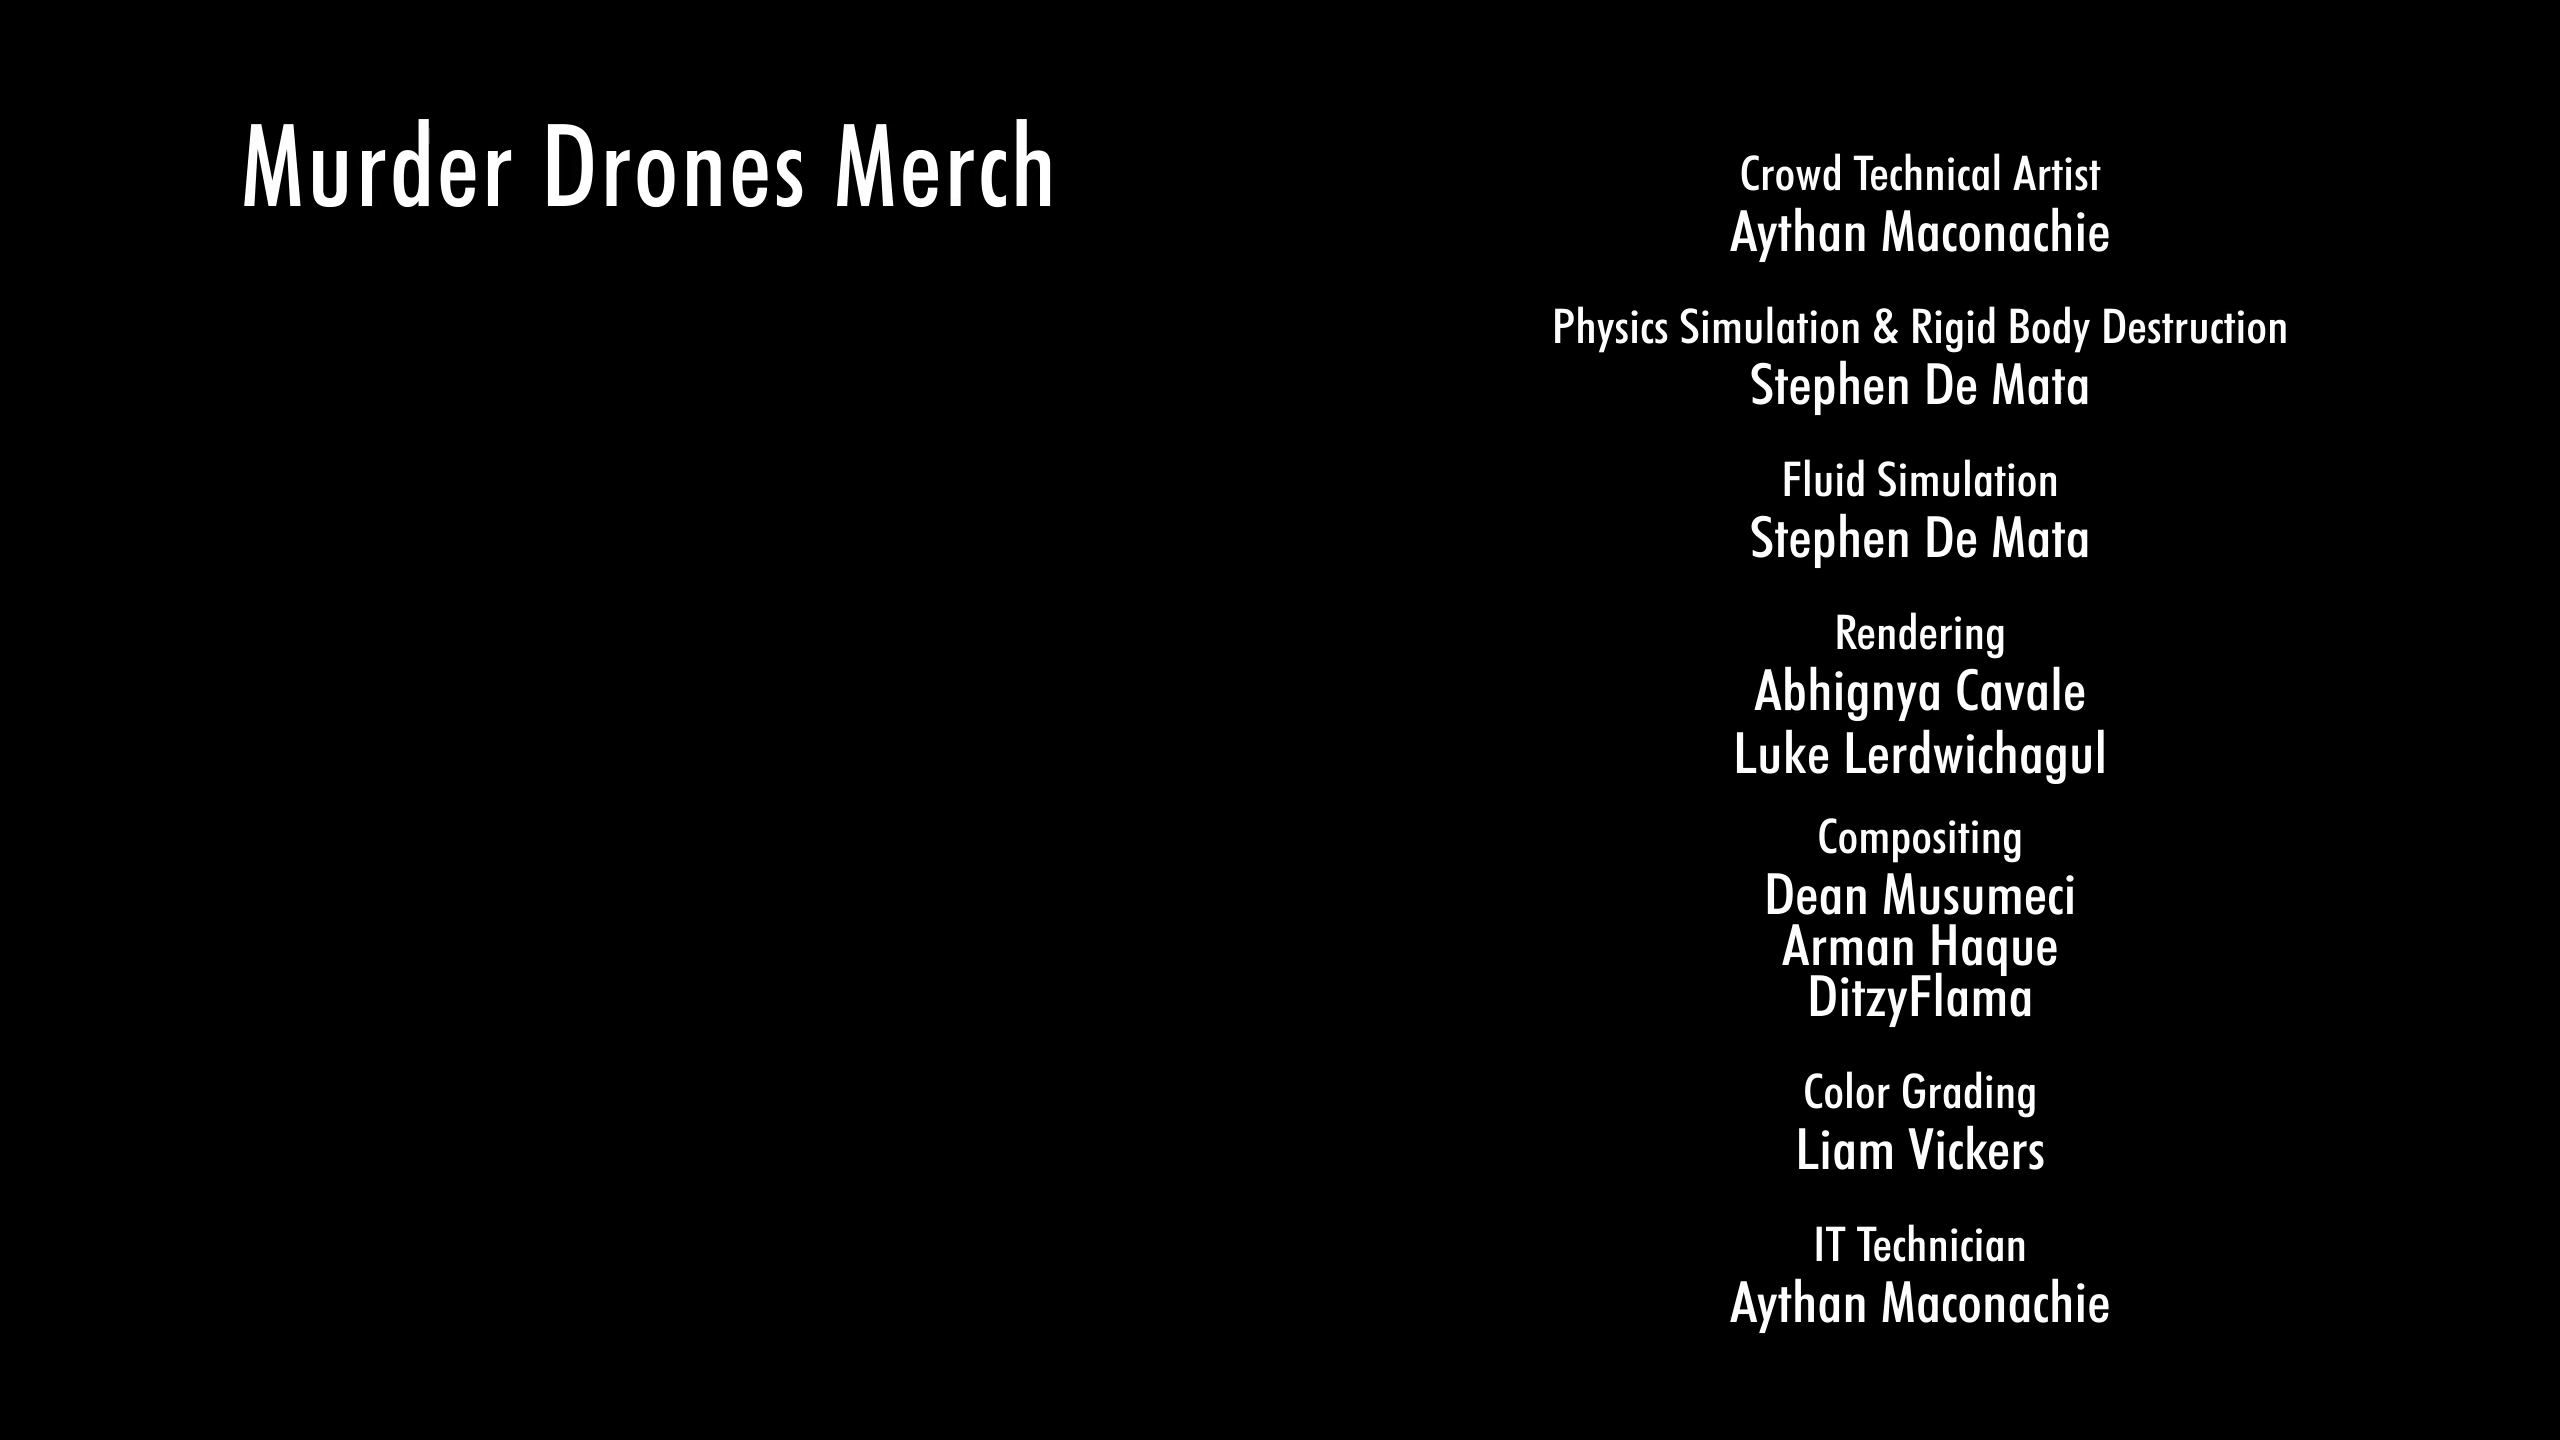 Murder Drones Merch
Crowd Technical Artist
Aythan Maconachie
Physics Simulation & Rigid Body Destruction
Stephen De Mata
Fluid Simulation
Stephen De Mata
Rendering
Abhignya Cavale
Luke Lerdwichagul
Compositing
Dean Musumeci
Arman Haque
DitzyFlama
Color Grading
Liam Vickers
IT Technician
Aythan Maconachie